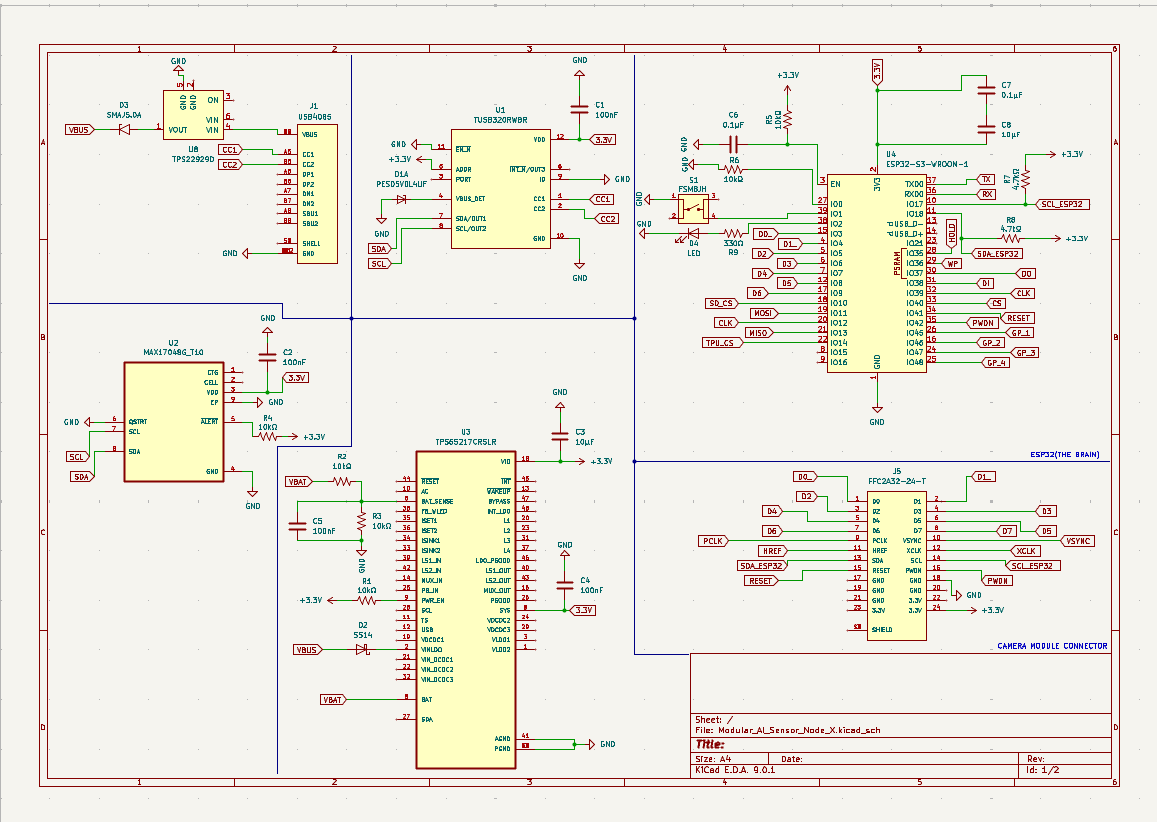 1 2 3 4 5 6
A
B
C
D
GND
D3
SMAJ5.0A
VBUS
VOUT
GND
GND
ON
VIN
VIN
U8
TPS22929D
J1
USB4085
VBUS
CC1
CC2
DP1
DP2
DN1
DN2
SBU1
SBU2
SHELL
GND
CC1
CC2
GND
U1
TUSB320RWBR
VDD
ADDR
PORT
VBUS_DET
SDA/OUT1
SCL/OUT2
INT_N/OUT3
ID
CC1
CC2
GND
GND
C1
100nF
3.3V
GND
CC1
CC2
GND
GND
+3.3V
D1A
PESD5V0L4UF
GND
SDA
SCL
U2
MAX17048G_T10
CTG
CELL
VDD
EP
ALERT
GND
QSTRT
SCL
SDA
GND
SCL
SDA
GND
C2
100nF
3.3V
GND
R4
10kΩ
+3.3V
GND
U3
TPS65217CRSLR
RESET
AC
BAT_SENSE
ISET1
ISET2
ISINK1
ISINK2
LS1_IN
LS2_IN
MUX_IN
PB_IN
PWR_EN
SCL
TS
USB
VDCDC1
VINLDO
VIN_DCDC1
VIN_DCDC2
VIN_DCDC3
BAT
SDA
VIO
INT
WAKEUP
BYPASS
INT_LDO
L1
L2
L3
L4
LDO_PGOOD
LS1_OUT
LS2_OUT
MUX_OUT
PGOOD
SYS
VDCDC2
VDCDC3
VLDO1
VLDO2
AGND
PGND
R2
10kΩ
VBAT
C5
100nF
R3
10kΩ
GND
R1
10kΩ
+3.3V
D2
SS14
VBUS
VBAT
GND
C3
10µF
+3.3V
GND
C4
100nF
3.3V
GND
+3.3V
C6
0.1µF
R5
10kΩ
GND
GND
R6
10kΩ
S1
FSMBJH
GND
GND
D4
LED
330Ω
R9
3.3V
C7
0.1µF
C8
10µF
U4
ESP32-S3-WROOM-1
EN
IO0
IO1
IO2
IO3
IO4
IO5
IO6
IO7
IO8
IO9
IO10
IO11
IO12
IO13
IO14
IO15
IO16
3V3
GND
PSRAM
TXD0
RXD0
IO17
IO18
USB_D-
USB_D+
IO21
IO35
IO36
IO37
IO38
IO39
IO40
IO41
IO42
IO45
IO46
IO47
IO48
D0_
D1_
D2
D3
D4
D5
D6
SD_CS
MOSI
CLK
MISO
TPU_CS
TX
RX
SCL_ESP32
+3.3V
R7
4.7kΩ
R8
4.7kΩ
+3.3V
HOLD
SDA_ESP32
WP
DO
DI
CLK
CS
RESET
PWDN
GP_1
GP_2
GP_3
GP_4
GND
ESP32(THE BRAIN)
J5
FFC2A32-24-T
D0
D2
D4
D6
PCLK
HREF
SDA
RESET
GND
GND
GND
3.3V
SHIELD
D1
D3
D5
D7
VSYNC
XCLK
SCL
PWDN
GND
GND
3.3V
3.3V
D0_
D2
D4
D6
PCLK
HREF
SDA_ESP32
RESET
D1_
D3
D7
D5
VSYNC
XCLK
SCL_ESP32
PWDN
GND
+3.3V
CAMERA MODULE CONNECTOR
Sheet: /
File: Modular_AI_Sensor_Node_X.kicad_sch
Title:
Size: A4 Date: Rev:
KiCad E.D.A. 9.0.1 Id: 1/2